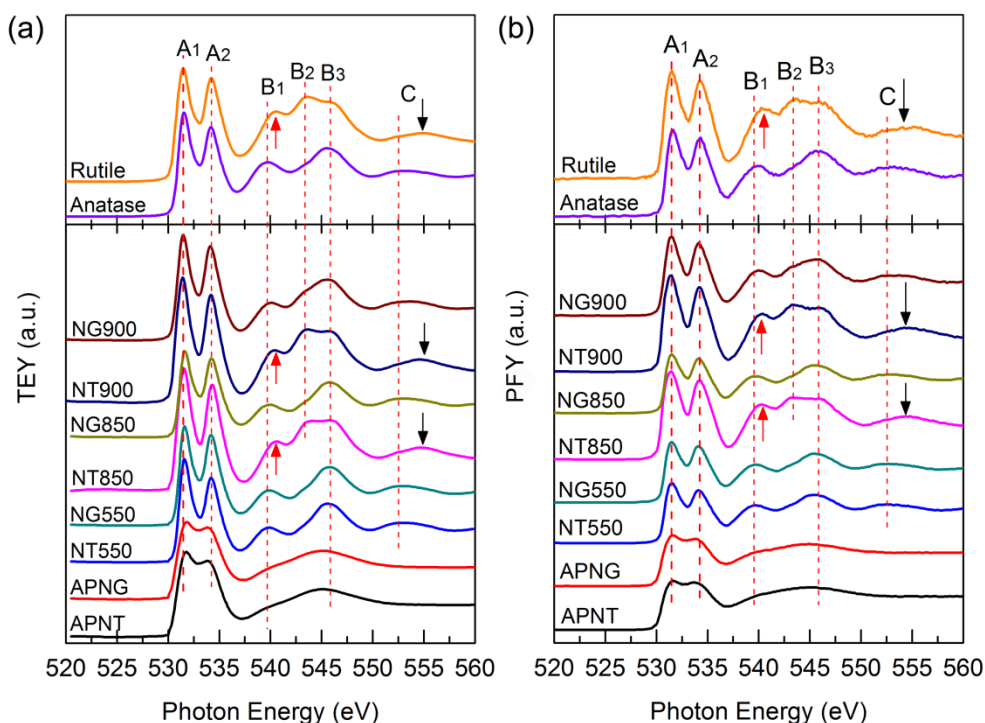 (a)
A1 A2 B1 B2 B3 C
Rutile
Anatase
NG900
NT900
NG850
NT850
NG550
NT550
APNG
APNT
TEY (a.u.)
520 525 530 535 540 545 550 555 560
Photon Energy (eV)
(b)
A1 A2 B1 B2 B3 C
Rutile
Anatase
NG900
NT900
NG850
NT850
NG550
NT550
APNG
APNT
PFY (a.u.)
520 525 530 535 540 545 550 555 560
Photon Energy (eV)